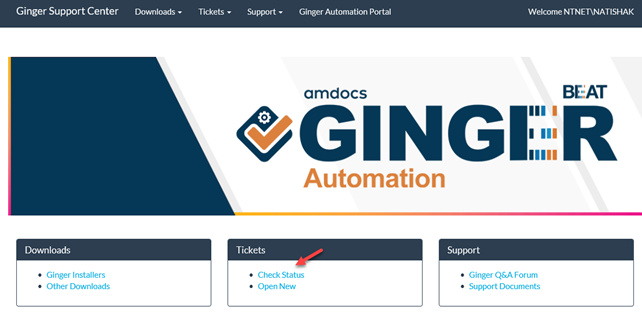 Ginger Support Center Downloads Tickets Support Ginger Automation Portal Welcome NTNET\NATISHAK
amdocs BEAT
GINGER
Automation
Downloads
Ginger Installers
Other Downloads
Tickets
Check Status
Open New
Support
Ginger Q&A Forum
Support Documents